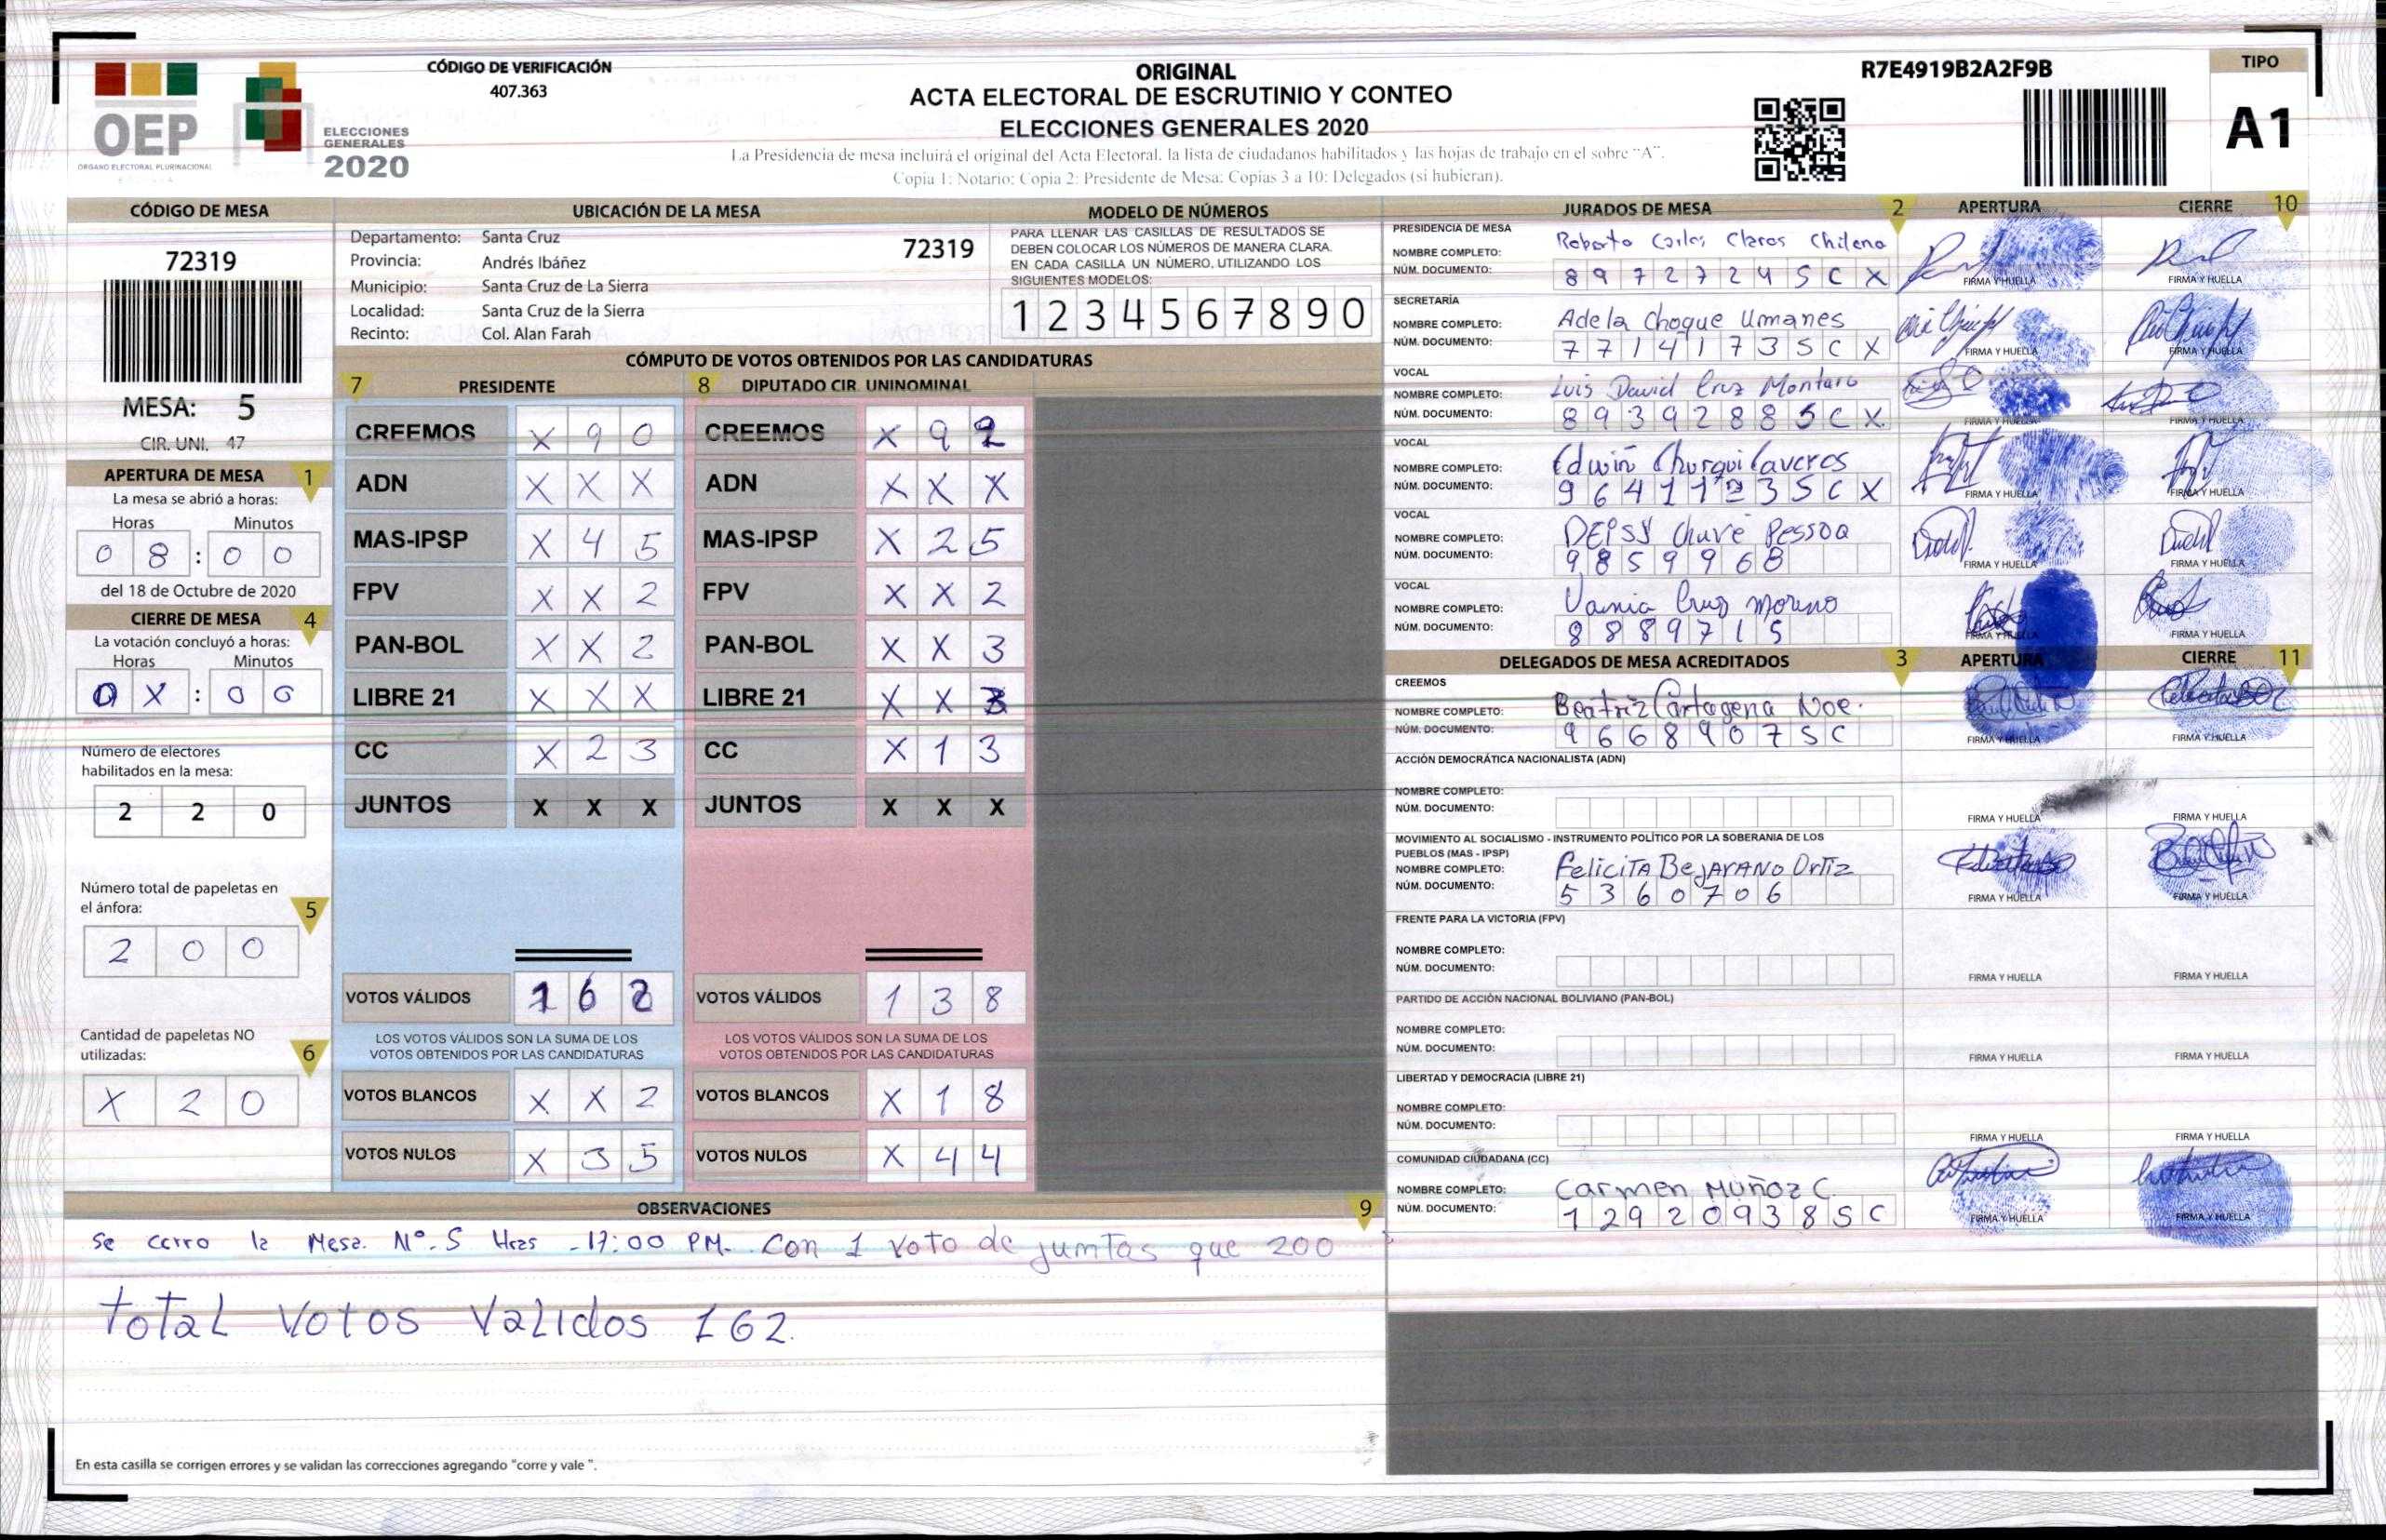 CÓDIGO DE VERIFICACIÓN
407.363
OEP
ÓRGANO ELECTORAL PLURINACIONAL
ELECCIONES
GENERALES
2020
ORIGINAL
ACTA ELECTORAL DE ESCRUTINIO Y CONTEO
ELECCIONES GENERALES 2020
La Presidencia de mesa incluirá el original del Acta Electoral, la lista de ciudadanos habilitados y las hojas de trabajo en el sobre "A".
Copia 1: Notario; Copia 2: Presidente de Mesa; Copias 3 a 10: Delegados (si hubieran).
R7E4919B2A2F9B
TIPO
A1
CÓDIGO DE MESA
72319
MESA: 5
CIR. UNI. 47
APERTURA DE MESA 1
La mesa se abrió a horas:
Horas Minutos
0 8 : 0 0
del 18 de Octubre de 2020
CIERRE DE MESA 4
La votación concluyó a horas:
Horas Minutos
0 X : 0 0
Número de electores
habilitados en la mesa:
2 2 0
Número total de papeletas en
el ánfora: 5
2 0 0
Cantidad de papeletas NO
utilizadas: 6
X 2 0
UBICACIÓN DE LA MESA
Departamento: Santa Cruz 72319
Provincia: Andrés Ibáñez
Municipio: Santa Cruz de La Sierra
Localidad: Santa Cruz de la Sierra
Recinto: Col. Alan Farah
MODELO DE NÚMEROS
PARA LLENAR LAS CASILLAS DE RESULTADOS SE
DEBEN COLOCAR LOS NÚMEROS DE MANERA CLARA.
EN CADA CASILLA UN NÚMERO, UTILIZANDO LOS
SIGUIENTES MODELOS:
1 2 3 4 5 6 7 8 9 0
CÓMPUTO DE VOTOS OBTENIDOS POR LAS CANDIDATURAS
7 PRESIDENTE 8 DIPUTADO CIR. UNINOMINAL
CREEMOS X 9 0 CREEMOS X 9 2
ADN X X X ADN X X X
MAS-IPSP X 4 5 MAS-IPSP X 2 5
FPV X X 2 FPV X X 2
PAN-BOL X X 2 PAN-BOL X X 3
LIBRE 21 X X X LIBRE 21 X X 3
CC X 2 3 CC X 1 3
JUNTOS X X X JUNTOS X X X
VOTOS VÁLIDOS 1 6 2 VOTOS VÁLIDOS 1 3 8
LOS VOTOS VÁLIDOS SON LA SUMA DE LOS LOS VOTOS VÁLIDOS SON LA SUMA DE LOS
VOTOS OBTENIDOS POR LAS CANDIDATURAS VOTOS OBTENIDOS POR LAS CANDIDATURAS
VOTOS BLANCOS X X 2 VOTOS BLANCOS X 1 8
VOTOS NULOS X 3 5 VOTOS NULOS X 4 4
OBSERVACIONES 9
Se cerro la Mesa. Nº. 5 Hras - 17:00 PM. Con 1 voto de juntas que 200
total Votos Validos 162.
En esta casilla se corrigen errores y se validan las correcciones agregando "corre y vale ".
JURADOS DE MESA 2 APERTURA CIERRE 10
PRESIDENCIA DE MESA
NOMBRE COMPLETO: Roberto Carlos Claros Chileno
NÚM. DOCUMENTO: 8 9 7 2 7 2 4 S C X FIRMA Y HUELLA FIRMA Y HUELLA
SECRETARÍA
NOMBRE COMPLETO: Adela Choque Umanes
NÚM. DOCUMENTO: 7 7 1 4 1 7 3 S C X FIRMA Y HUELLA FIRMA Y HUELLA
VOCAL
NOMBRE COMPLETO: Luis David Cruz Montaro
NÚM. DOCUMENTO: 8 9 3 9 2 8 8 S C X FIRMA Y HUELLA FIRMA Y HUELLA
VOCAL
NOMBRE COMPLETO: Edwin
NÚM. DOCUMENTO: 9 6 4 1 1 2 3 S C X FIRMA Y HUELLA FIRMA Y HUELLA
VOCAL
NOMBRE COMPLETO: DEISY Chuve Pessoa
NÚM. DOCUMENTO: 9 8 5 9 9 6 8 FIRMA Y HUELLA FIRMA Y HUELLA
VOCAL
NOMBRE COMPLETO: Vania Cruz moreno
NÚM. DOCUMENTO: 8 8 8 9 7 1 5 FIRMA Y HUELLA FIRMA Y HUELLA
DELEGADOS DE MESA ACREDITADOS 3 APERTURA CIERRE 11
CREEMOS
NOMBRE COMPLETO: Beatriz Cartagena Noe.
NÚM. DOCUMENTO: 9 6 6 8 9 0 7 S C FIRMA Y HUELLA FIRMA Y HUELLA
ACCIÓN DEMOCRÁTICA NACIONALISTA (ADN)
NOMBRE COMPLETO:
NÚM. DOCUMENTO: FIRMA Y HUELLA FIRMA Y HUELLA
MOVIMIENTO AL SOCIALISMO - INSTRUMENTO POLÍTICO POR LA SOBERANIA DE LOS
PUEBLOS (MAS - IPSP)
NOMBRE COMPLETO: Felicita BejARANO Ortiz
NÚM. DOCUMENTO: 5 3 6 0 7 0 6 FIRMA Y HUELLA FIRMA Y HUELLA
FRENTE PARA LA VICTORIA (FPV)
NOMBRE COMPLETO:
NÚM. DOCUMENTO: FIRMA Y HUELLA FIRMA Y HUELLA
PARTIDO DE ACCIÓN NACIONAL BOLIVIANO (PAN-BOL)
NOMBRE COMPLETO:
NÚM. DOCUMENTO: FIRMA Y HUELLA FIRMA Y HUELLA
LIBERTAD Y DEMOCRACIA (LIBRE 21)
NOMBRE COMPLETO:
NÚM. DOCUMENTO: FIRMA Y HUELLA FIRMA Y HUELLA
COMUNIDAD CIUDADANA (CC)
NOMBRE COMPLETO: Carmen Muñoz C.
NÚM. DOCUMENTO: 1 2 9 2 0 9 3 8 S C FIRMA Y HUELLA FIRMA Y HUELLA